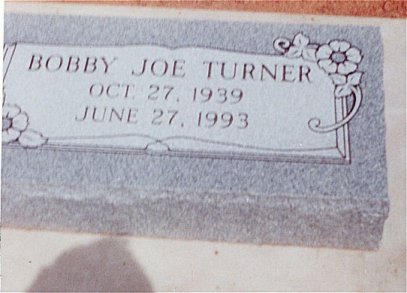 BOBBY JOE TURNER
OCT. 27, 1939
JUNE 27, 1993